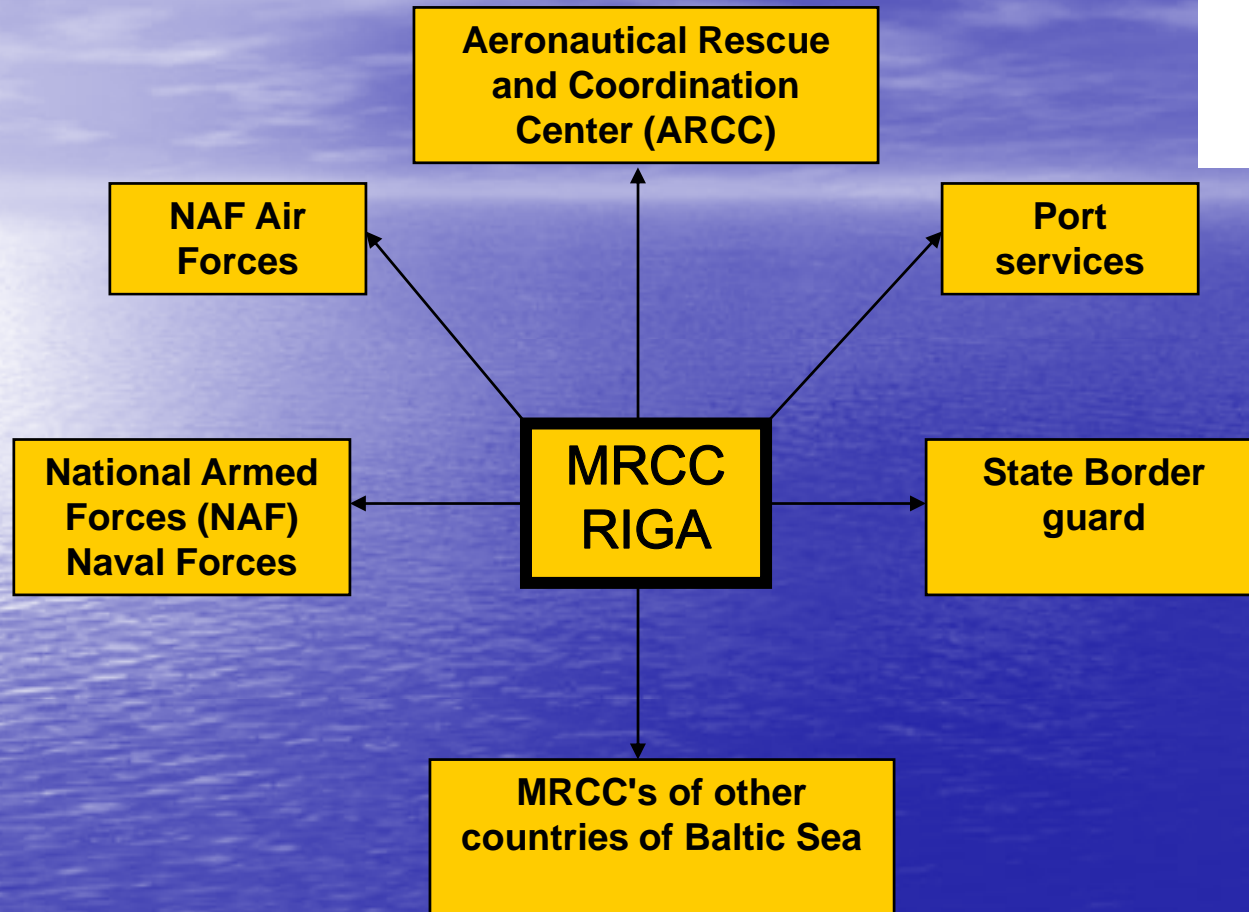 Aeronautical Rescue
and Coordination
Center (ARCC)
NAF Air
Forces
Port
services
National Armed
Forces (NAF)
Naval Forces
MRCC
RIGA
State Border
guard
MRCC's of other
countries of Baltic Sea